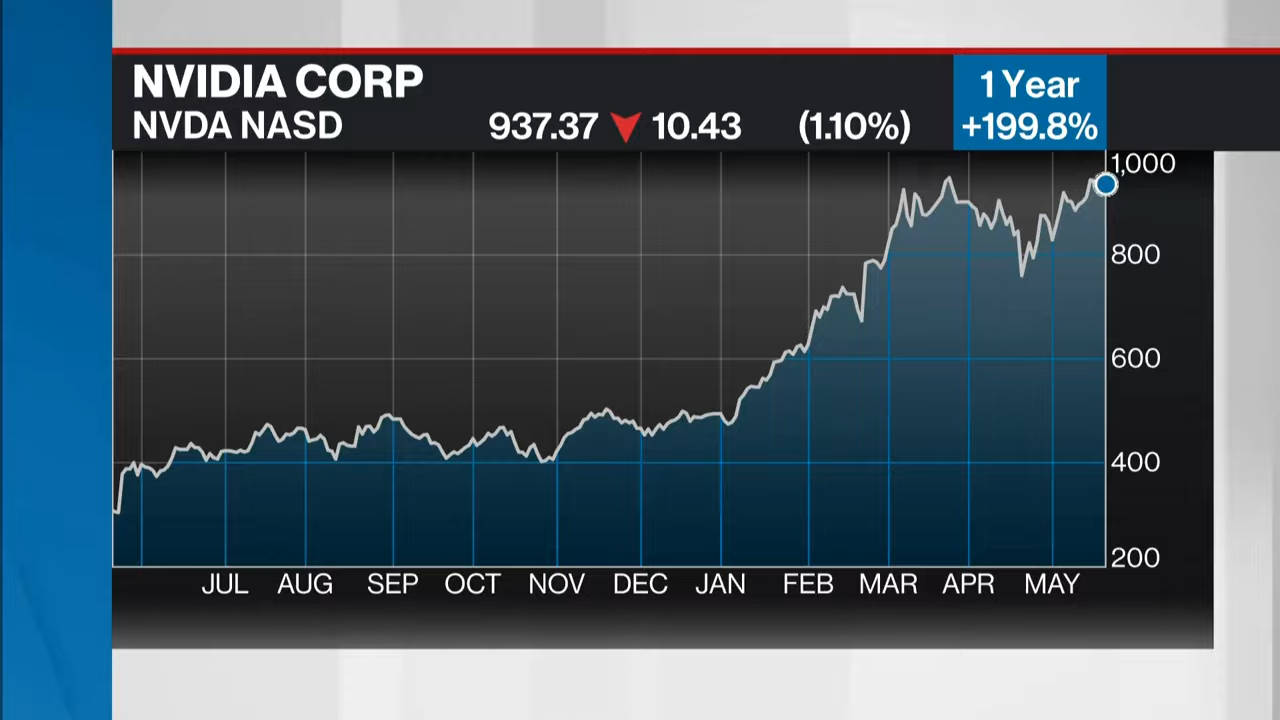 NVIDIA CORP
NVDA NASD 937.37 10.43 (1.10%)
1 Year
+199.8%
1,000
800
600
400
200
JUL AUG SEP OCT NOV DEC JAN FEB MAR APR MAY